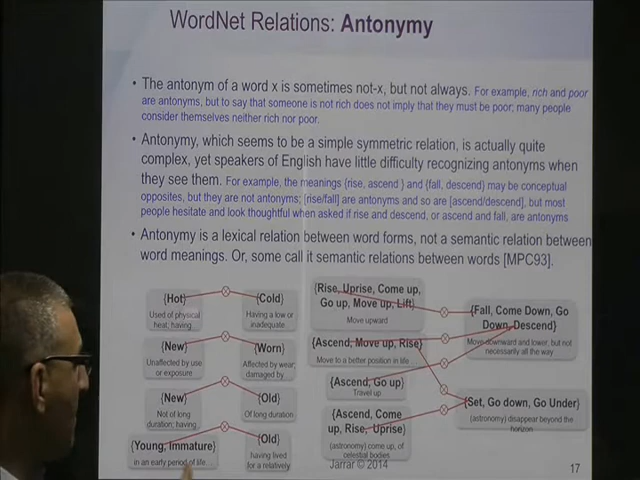 WordNet Relations: Antonymy
• The antonym of a word x is sometimes not-x, but not always. For example, rich and poor
are antonyms, but to say that someone is not rich does not imply that they must be poor; many people
consider themselves neither rich nor poor.
• Antonymy, which seems to be a simple symmetric relation, is actually quite
complex, yet speakers of English have little difficulty recognizing antonyms when
they see them. For example, the meanings {rise, ascend } and {fall, descend} may be conceptual
opposites, but they are not antonyms; [rise/fall] are antonyms and so are [ascend/descend], but most
people hesitate and look thoughtful when asked if rise and descend, or ascend and fall, are antonyms
• Antonymy is a lexical relation between word forms, not a semantic relation between
word meanings. Or, some call it semantic relations between words [MPC93].
{Hot}
Used of physical
heat; having...
{Cold}
Having a low or
inadequate
{New}
Unaffected by use
or exposure
{Worn}
Affected by wear;
damaged by
{New}
Not of long
duration; having
{Old}
Of long duration
{Young, Immature}
in an early period of life...
{Old}
having lived
for a relatively
{Rise, Uprise, Come up,
Go up, Move up, Lift}
Move upward
{Fall, Come Down, Go
Down, Descend}
Move downward and lower, but not
necessarily all the way
{Ascend, Move up, Rise}
Move to a better position in life...
{Ascend, Go up}
Travel up
{Ascend, Come
up, Rise, Uprise}
(astronomy) come up, of
celestial bodies
{Set, Go down, Go Under}
(astronomy) disappear beyond the
horizon
Jarrar © 2014
17